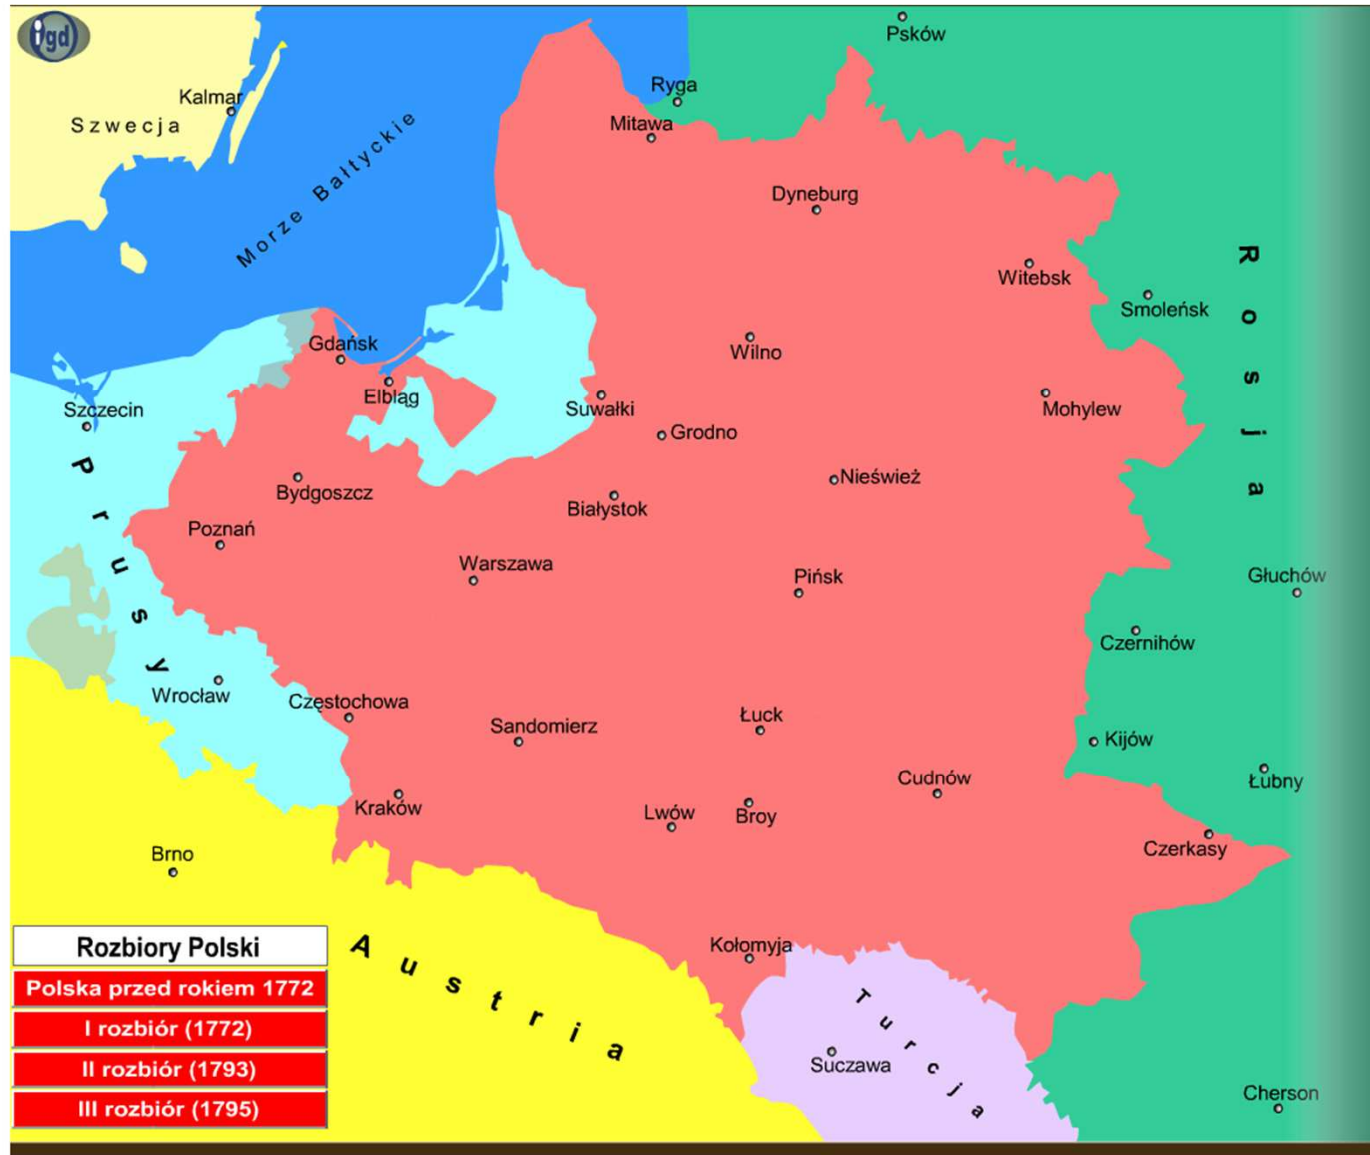 igd
Psków
Ryga
Kalmar
Szwecja
Mitawa
Morze Bałtyckie
Dyneburg
Rosja
Witebsk
Smoleńsk
Gdańsk
Wilno
Elbląg
Suwałki
Mohylew
Szczecin
Grodno
Prusy
Nieśwież
Bydgoszcz
Białystok
Poznań
Warszawa
Pińsk
Głuchów
Czernihów
Wrocław
Częstochowa
Sandomierz
Łuck
Kijów
Łubny
Cudnów
Kraków
Lwów
Broy
Czerkasy
Brno
Kołomyja
Austria
Turcja
Suczawa
Cherson
Rozbiory Polski
Polska przed rokiem 1772
I rozbiór (1772)
II rozbiór (1793)
III rozbiór (1795)